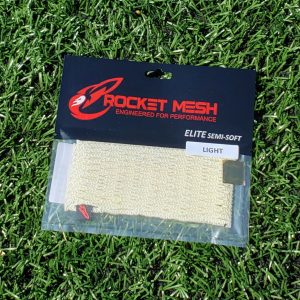 ROCKET MESH
ENGINEERED FOR PERFORMANCE
ELITE SEMI-SOFT
LIGHT